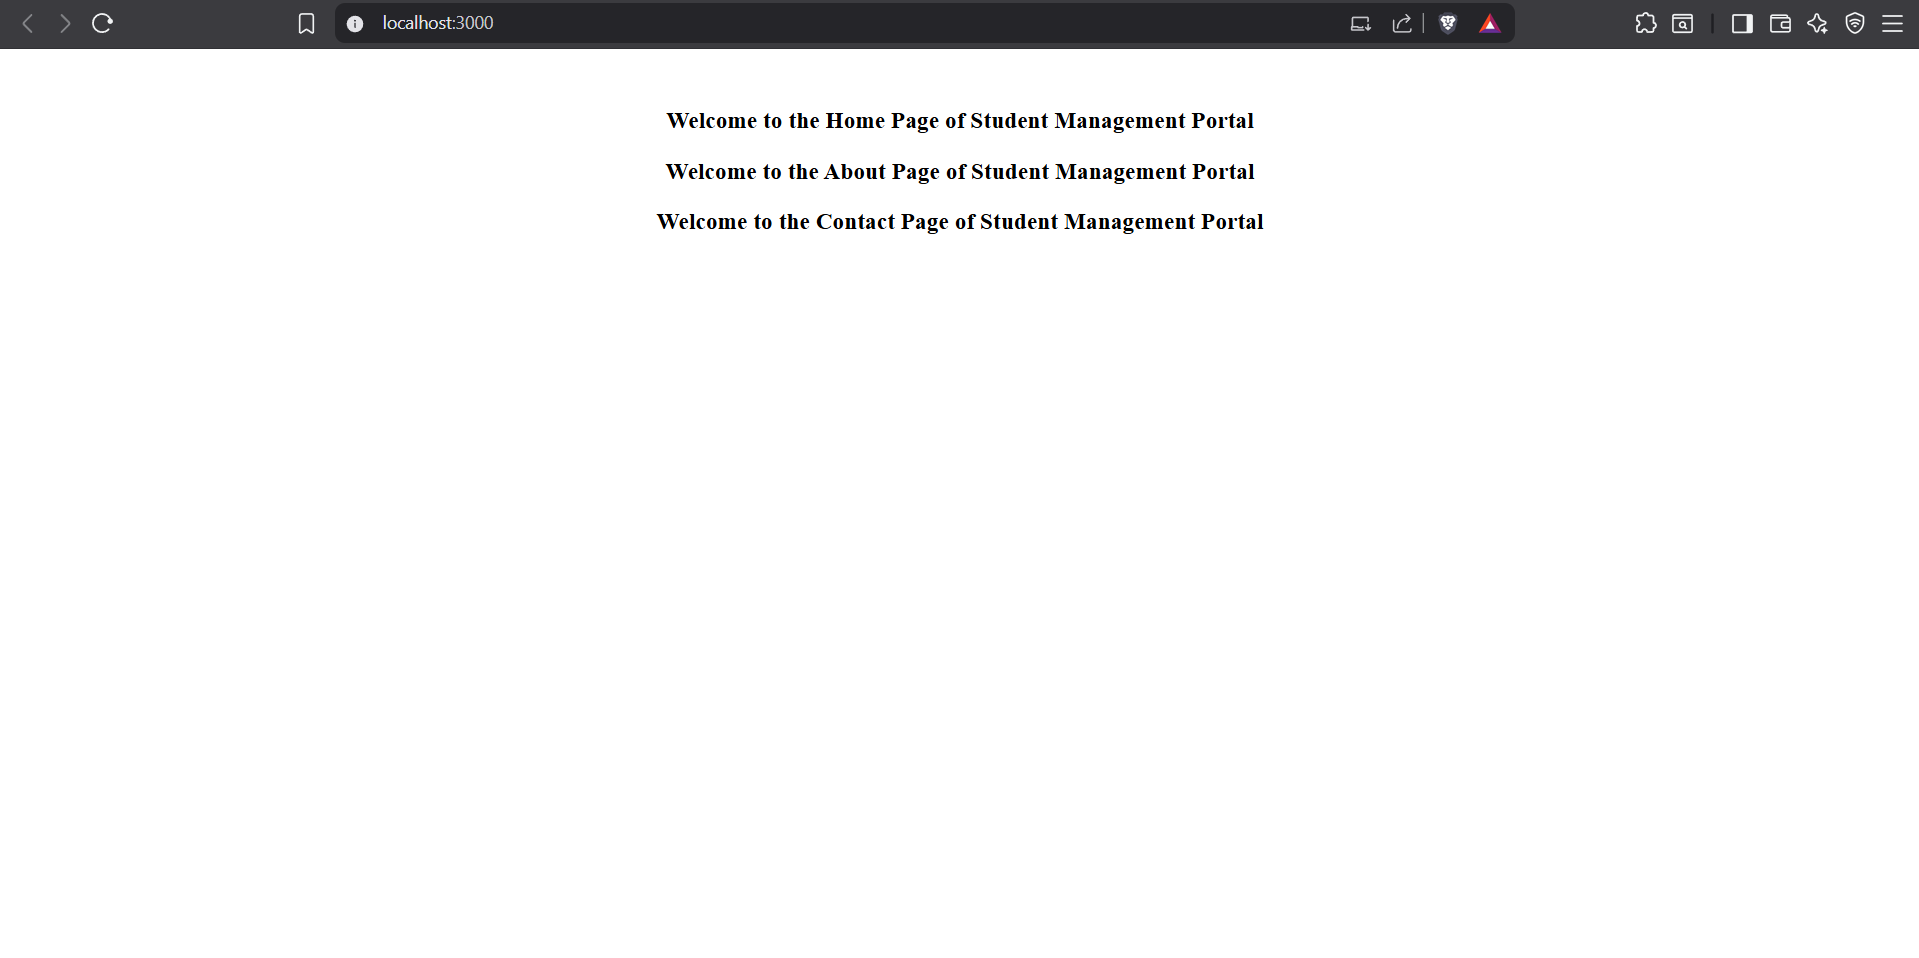 localhost:3000
Welcome to the Home Page of Student Management Portal
Welcome to the About Page of Student Management Portal
Welcome to the Contact Page of Student Management Portal